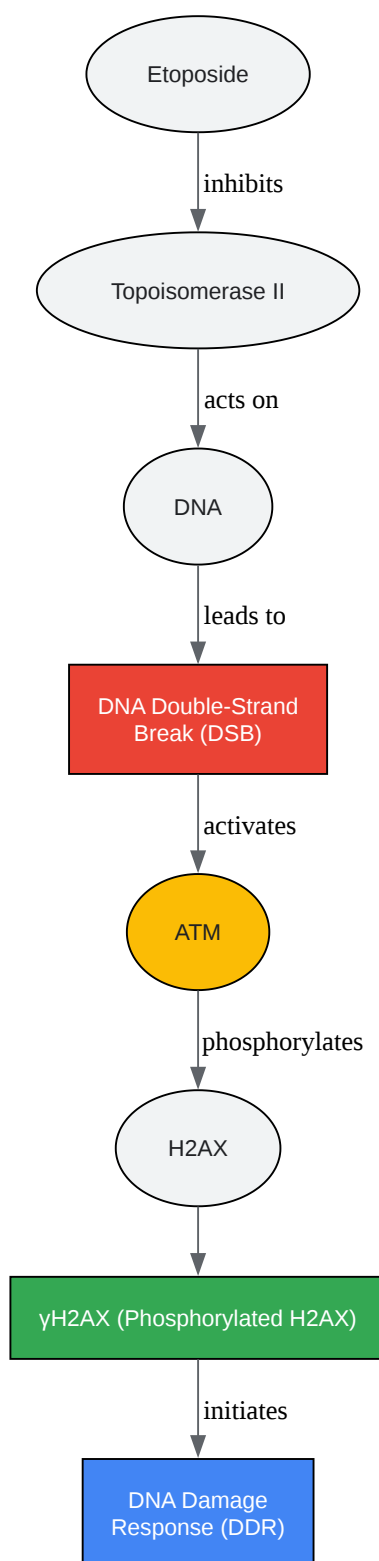 Etoposide
inhibits
Topoisomerase II
acts on
DNA
leads to
DNA Double-Strand
Break (DSB)
activates
ATM
phosphorylates
H2AX
γH2AX (Phosphorylated H2AX)
initiates
DNA Damage
Response (DDR)